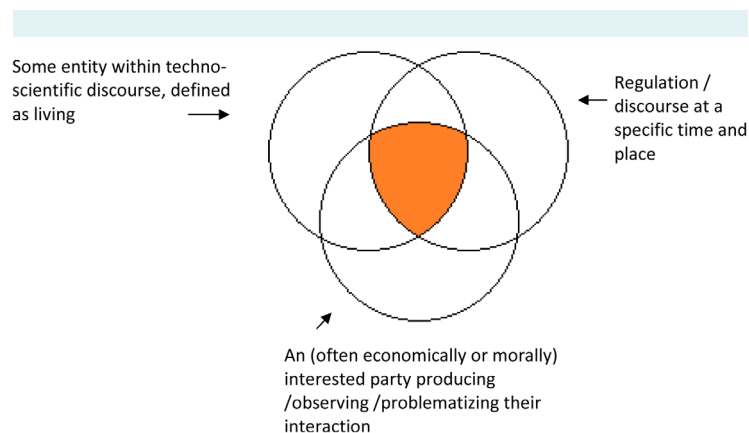 Some entity within techno-
scientific discourse, defined
as living
Regulation /
discourse at a
specific time and
place
An (often economically or morally)
interested party producing
/observing /problematizing their
interaction